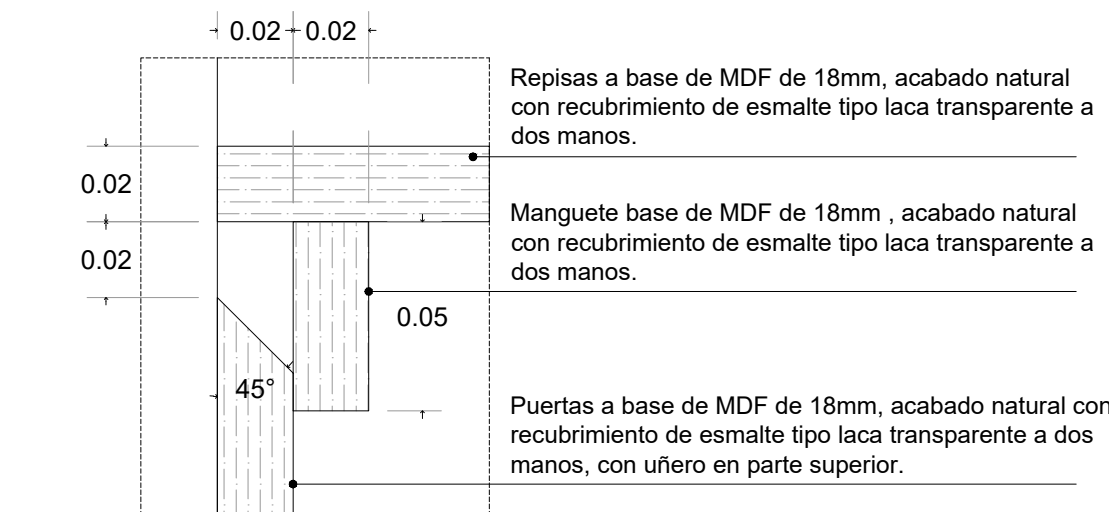 0.02 0.02
Repisas a base de MDF de 18mm, acabado natural
con recubrimiento de esmalte tipo laca transparente a
dos manos.
0.02
Manguete base de MDF de 18mm , acabado natural
con recubrimiento de esmalte tipo laca transparente a
dos manos.
0.02
0.05
45°
Puertas a base de MDF de 18mm, acabado natural con
recubrimiento de esmalte tipo laca transparente a dos
manos, con uñero en parte superior.